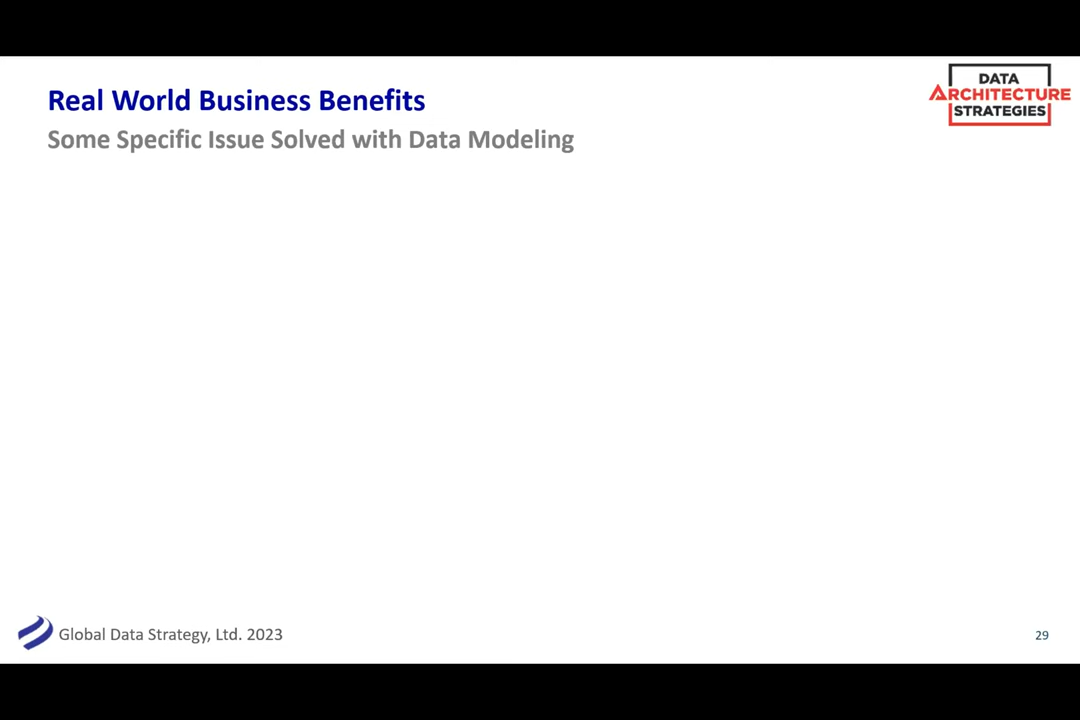 Real World Business Benefits
Some Specific Issue Solved with Data Modeling
DATA
ARCHITECTURE
STRATEGIES
Global Data Strategy, Ltd. 2023
29